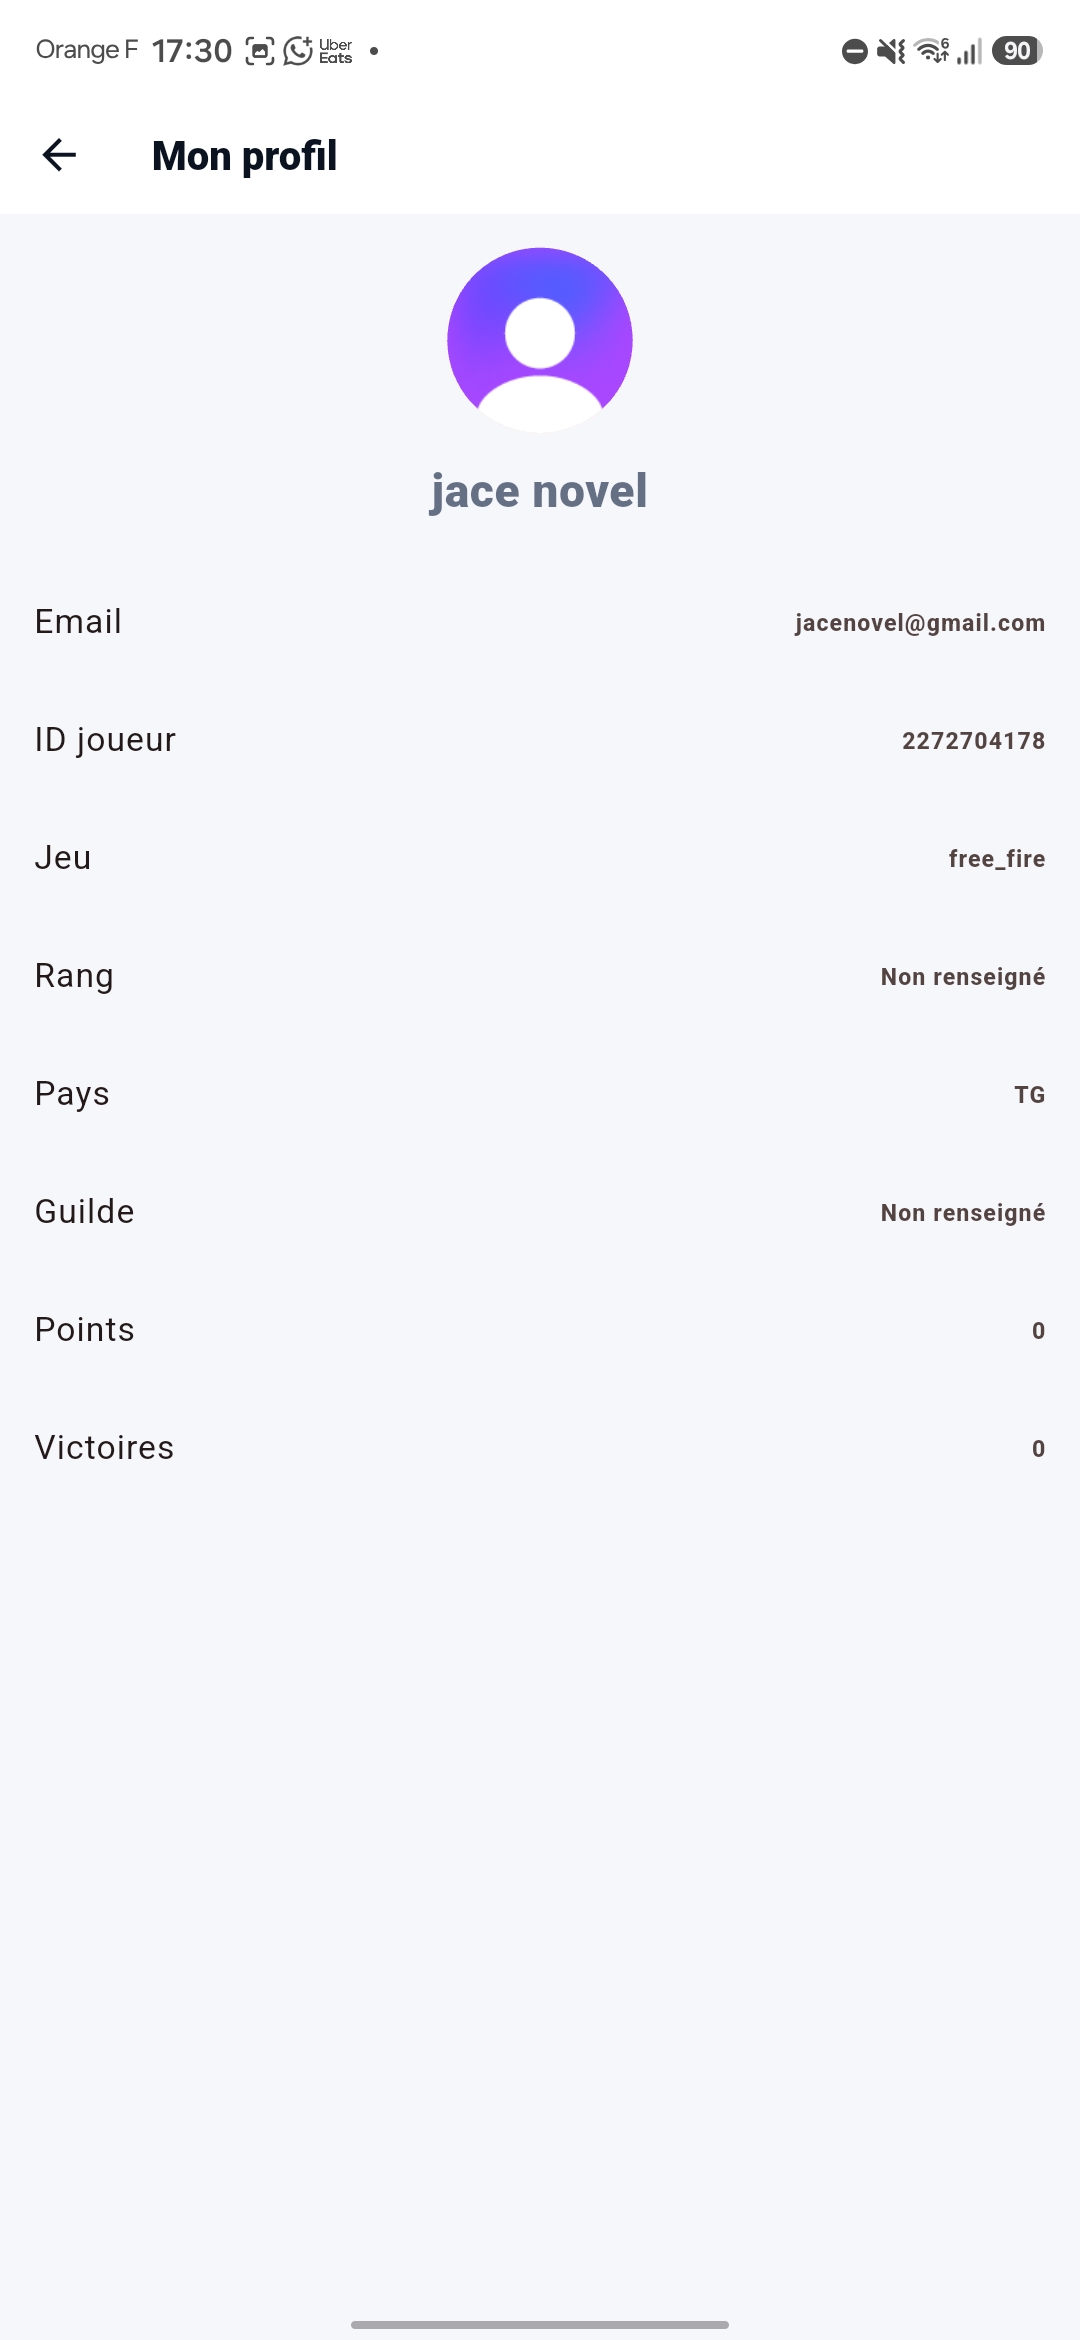 Orange F 17:30 Uber Eats 6 90
Mon profil
jace novel
Email jacenovel@gmail.com
ID joueur 2272704178
Jeu free_fire
Rang Non renseigné
Pays TG
Guilde Non renseigné
Points 0
Victoires 0